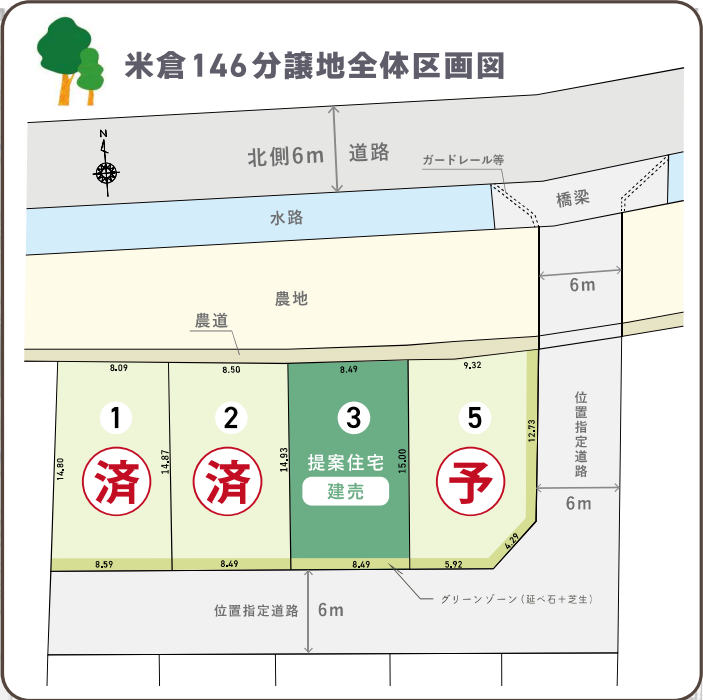 米倉146分譲地全体区画図
N
北側6m 道路
ガードレール等
橋梁
水路
6m
農地
農道
8.09
8.50
8.49
9.32
1
2
3
5
位置指定道路
12.73
14.80
済
14.87
済
14.93
提案住宅
建売
15.00
予
6m
4.29
8.59
8.49
8.49
5.92
位置指定道路 6m
グリーンゾーン（延べ石＋芝生）